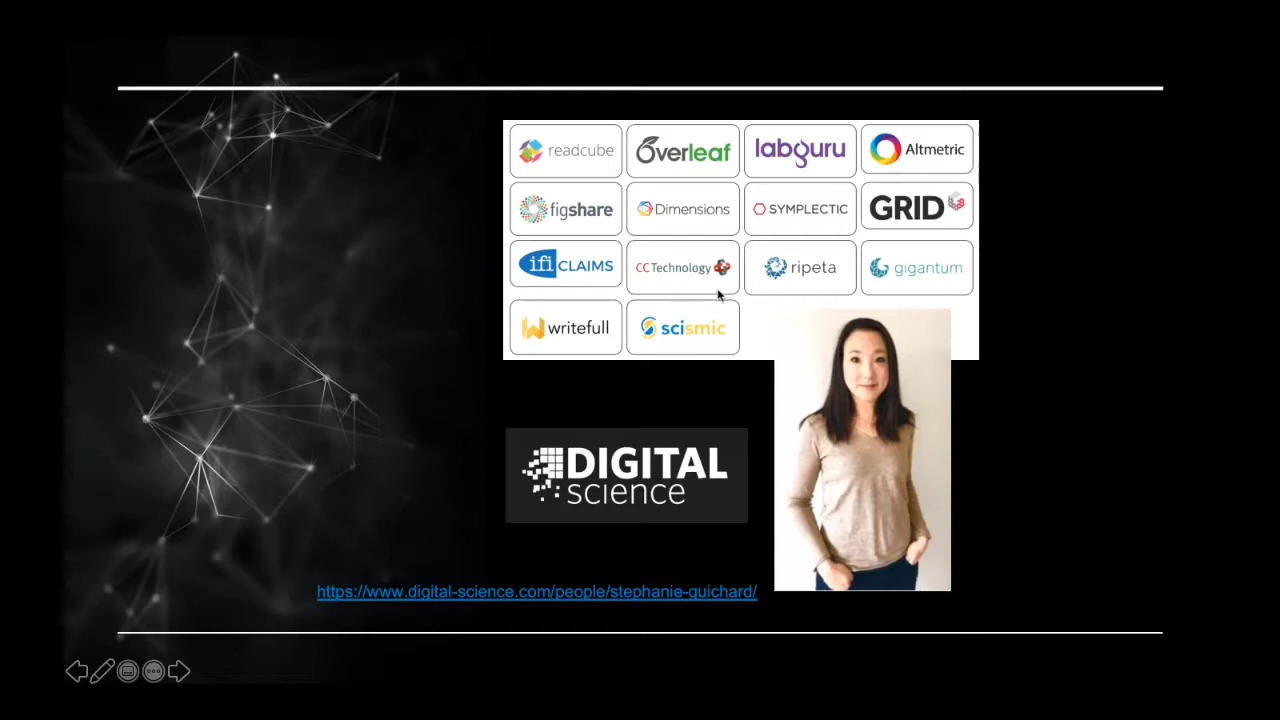 readcube
Overleaf
labguru
Altmetric
figshare
Dimensions
SYMPLECTIC
GRID
ifi CLAIMS
CC Technology
ripeta
gigantum
writefull
scismic
DIGITAL
science
https://www.digital-science.com/people/stephanie-guichard/